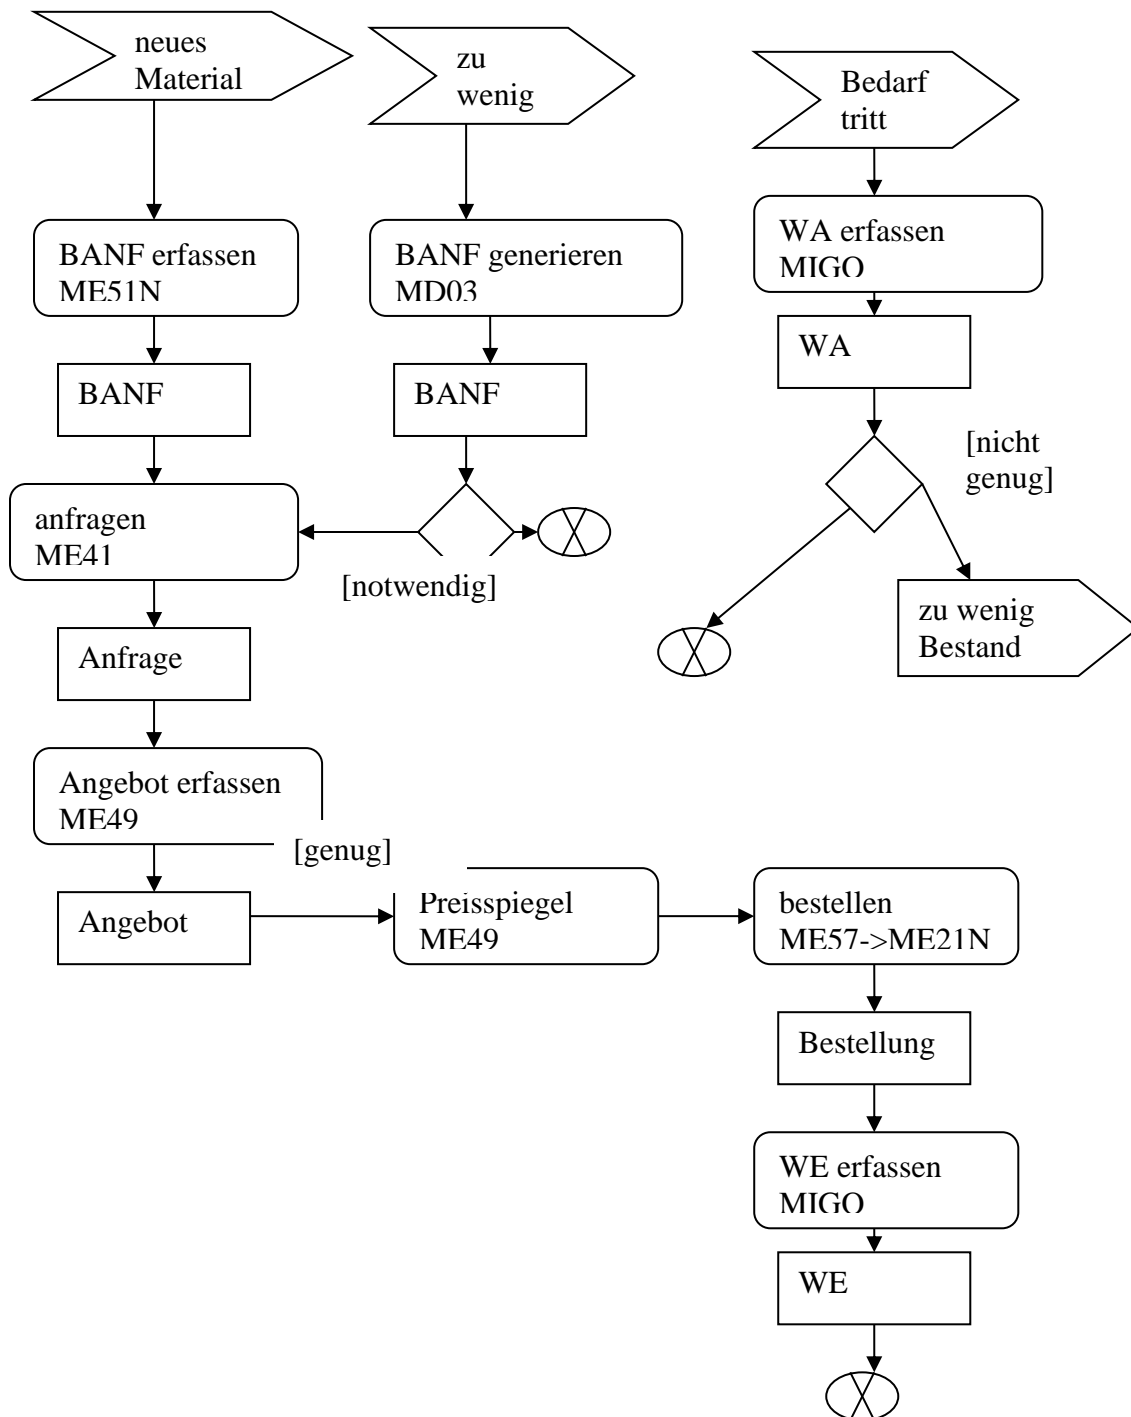 neues
Material
zu
wenig
Bedarf
tritt
BANF erfassen
ME51N
BANF generieren
MD03
WA erfassen
MIGO
WA
BANF
BANF
[nicht
genug]
anfragen
ME41
[notwendig]
zu wenig
Bestand
Anfrage
Angebot erfassen
ME49
[genug]
Angebot
Preisspiegel
ME49
bestellen
ME57->ME21N
Bestellung
WE erfassen
MIGO
WE